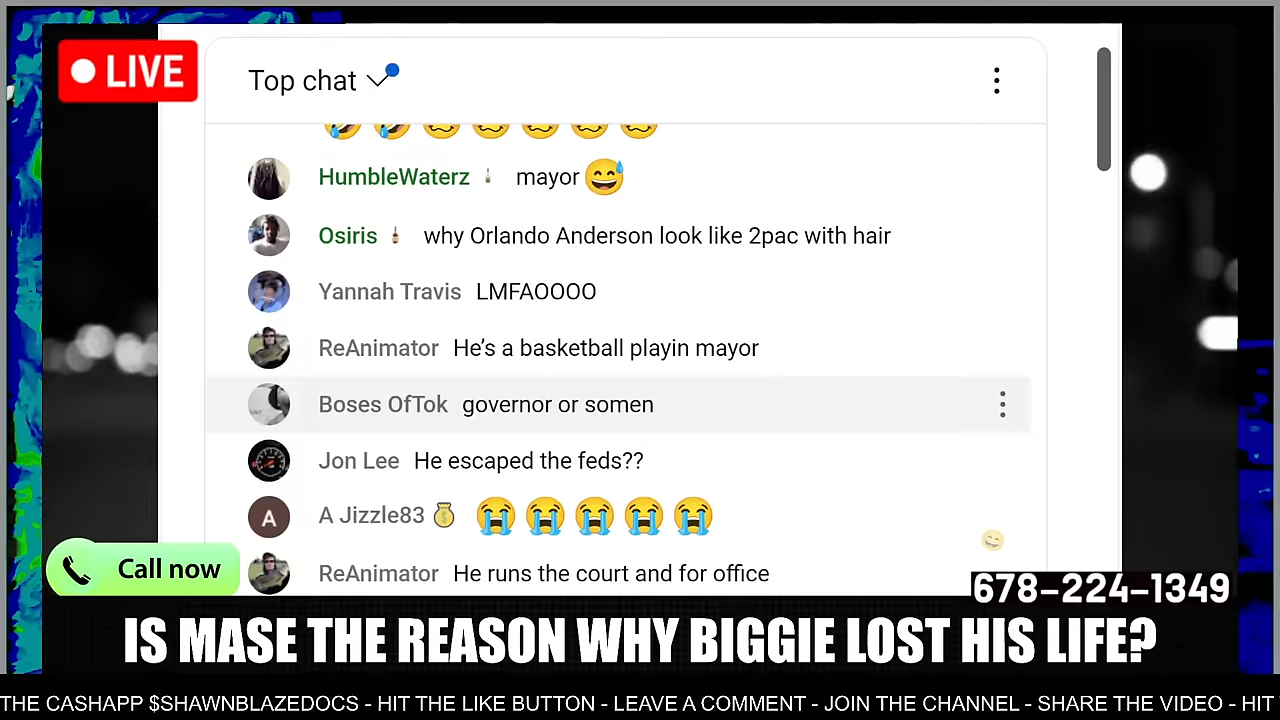 LIVE
Top chat
HumbleWaterz mayor
Osiris why Orlando Anderson look like 2pac with hair
Yannah Travis LMFAOOOO
ReAnimator He’s a basketball playin mayor
Boses OfTok governor or somen
Jon Lee He escaped the feds??
A
A Jizzle83
ReAnimator He runs the court and for office
Call now
678-224-1349
IS MASE THE REASON WHY BIGGIE LOST HIS LIFE?
THE CASHAPP $SHAWNBLAZEDOCS - HIT THE LIKE BUTTON - LEAVE A COMMENT - JOIN THE CHANNEL - SHARE THE VIDEO - HIT